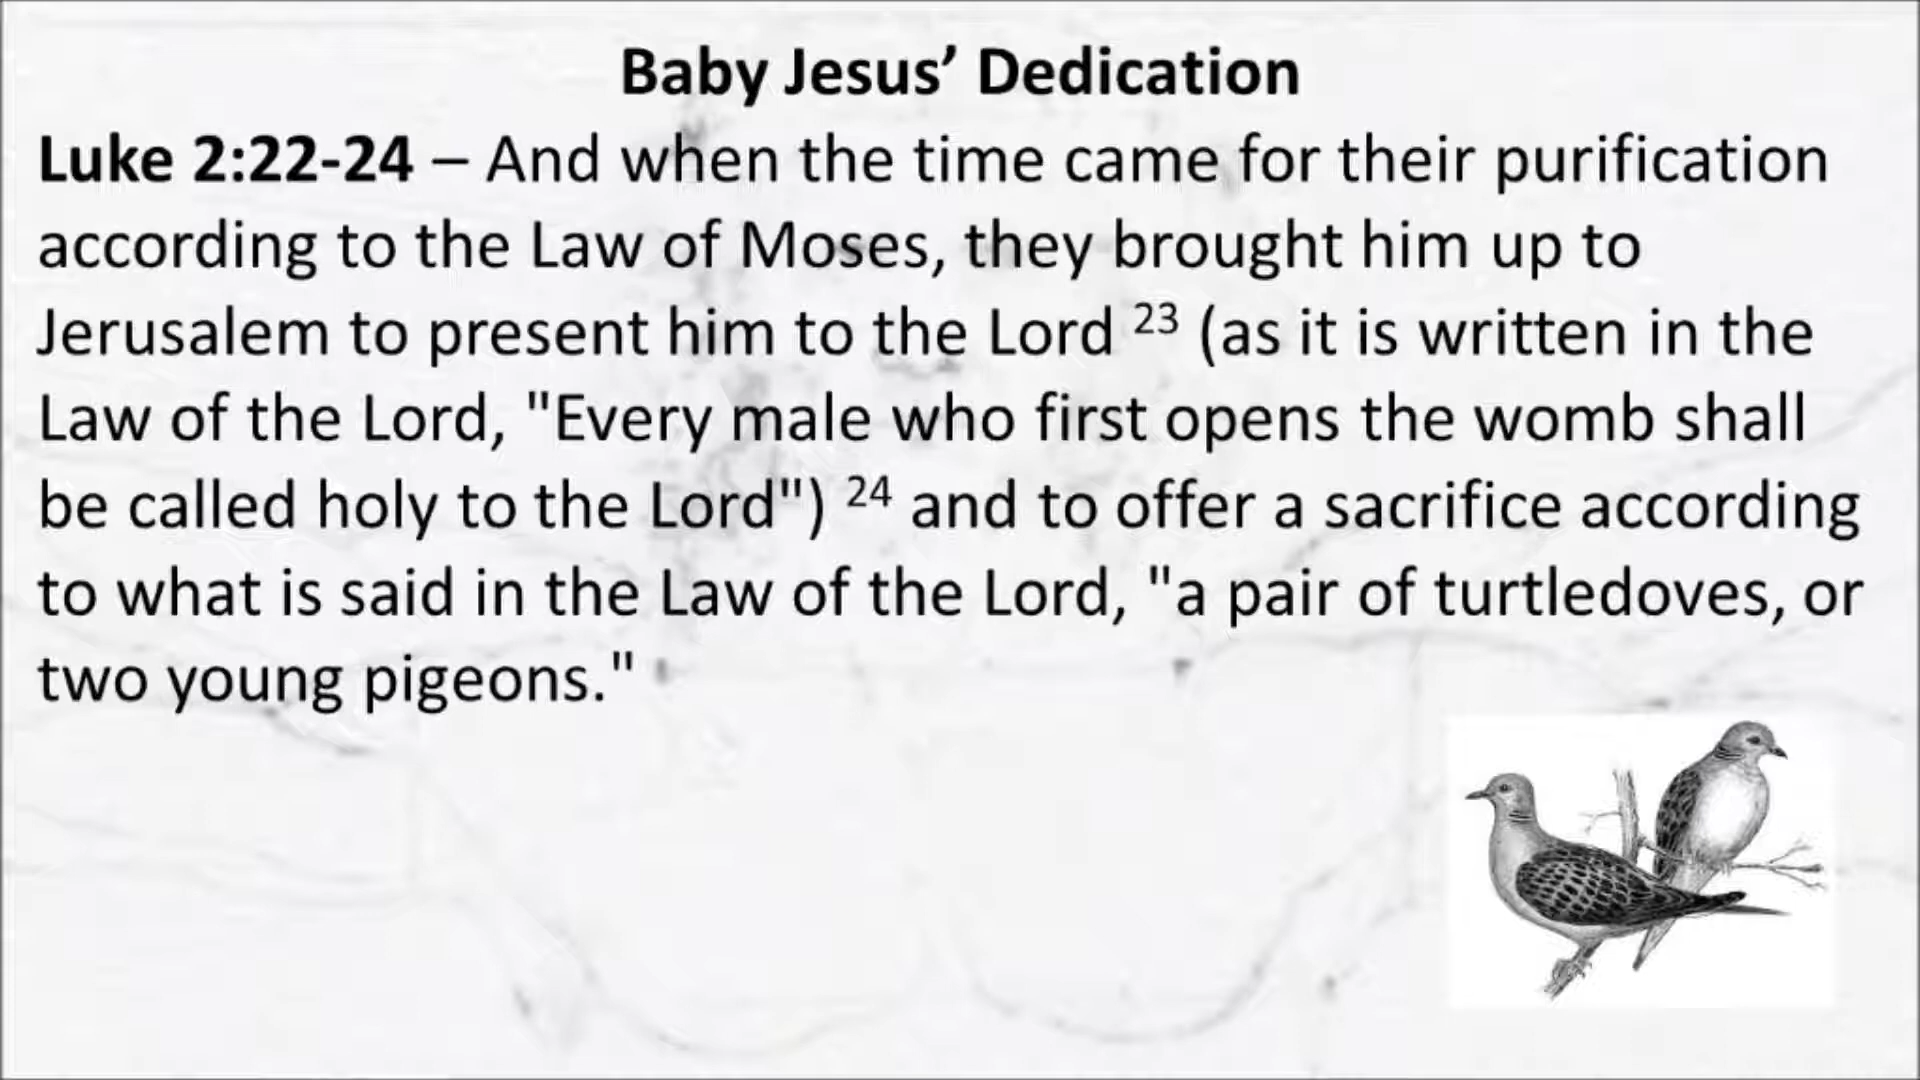 Baby Jesus’ Dedication
Luke 2:22-24 – And when the time came for their purification
according to the Law of Moses, they brought him up to
Jerusalem to present him to the Lord 23 (as it is written in the
Law of the Lord, "Every male who first opens the womb shall
be called holy to the Lord") 24 and to offer a sacrifice according
to what is said in the Law of the Lord, "a pair of turtledoves, or
two young pigeons."